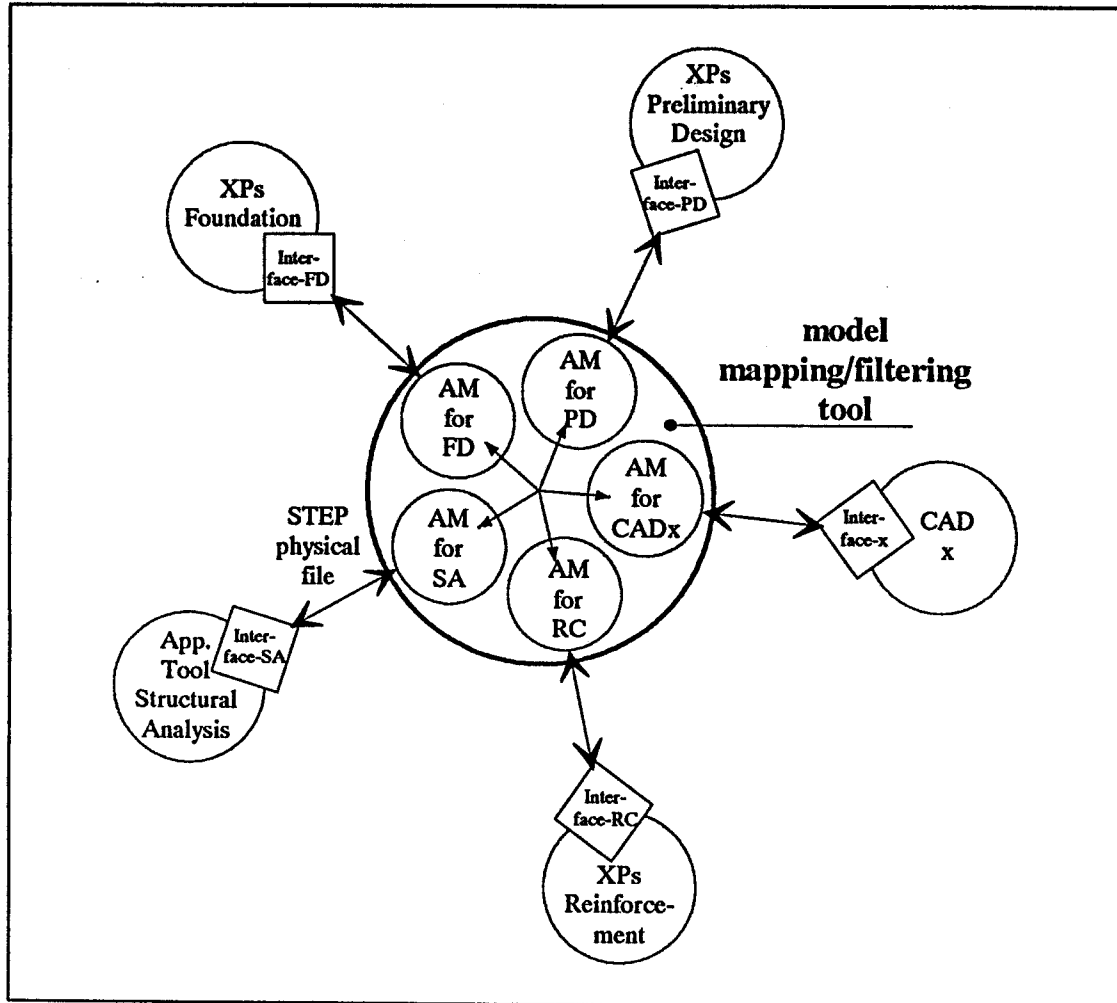 XPs
Preliminary
Design
Inter-
face-PD
XPs
Foundation
Inter-
face-FD
model
mapping/filtering
tool
AM
for
PD
AM
for
FD
AM
for
CADx
AM
for
SA
AM
for
RC
STEP
physical
file
Inter-
face-x
CAD
x
App.
Tool
Structural
Analysis
Inter-
face-SA
Inter-
face-RC
XPs
Reinforce-
ment